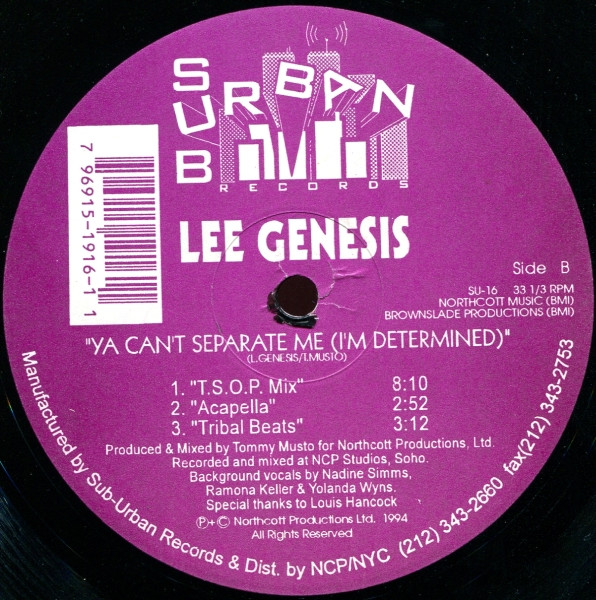 SUB URBAN
RECORDS
7 96915-1916-1 1
LEE GENESIS
Side B
SU-16 33 1/3 RPM
NORTHCOTT MUSIC (BMI)
BROWNSLADE PRODUCTIONS (BMI)
"YA CAN'T SEPARATE ME (I'M DETERMINED)"
(L.GENESIS/T.MUSTO)
1. "T.S.O.P. Mix" 8:10
2. "Acapella" 2:52
3. "Tribal Beats" 3:12
Produced & Mixed by Tommy Musto for Northcott Productions, Ltd.
Recorded and mixed at NCP Studios, Soho.
Background vocals by Nadine Simms,
Ramona Keller & Yolanda Wyns.
Special thanks to Louis Hancock
℗+© Northcott Productions Ltd. 1994
All Rights Reserved
Manufactured by Sub-Urban Records & Dist. by NCP/NYC (212) 343-2660 fax(212) 343-2753